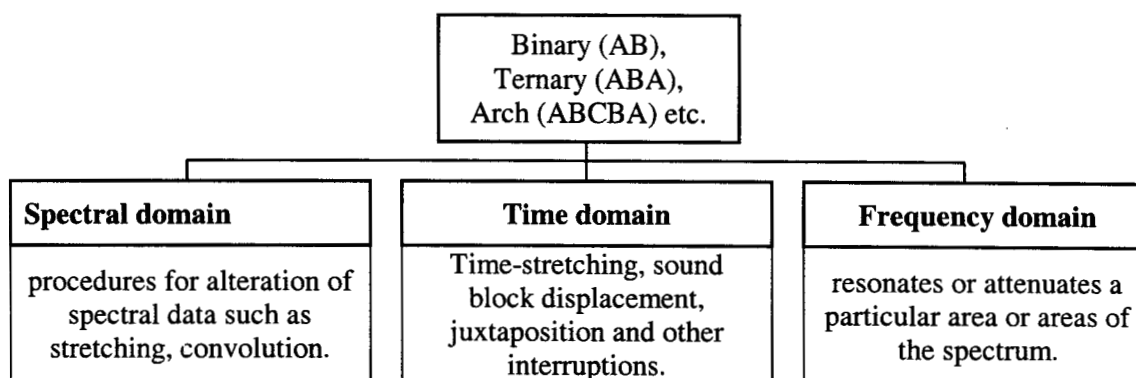 Binary (AB),
Ternary (ABA),
Arch (ABCBA) etc.
Spectral domain
procedures for alteration of
spectral data such as
stretching, convolution.
Time domain
Time-stretching, sound
block displacement,
juxtaposition and other
interruptions.
Frequency domain
resonates or attenuates a
particular area or areas of
the spectrum.